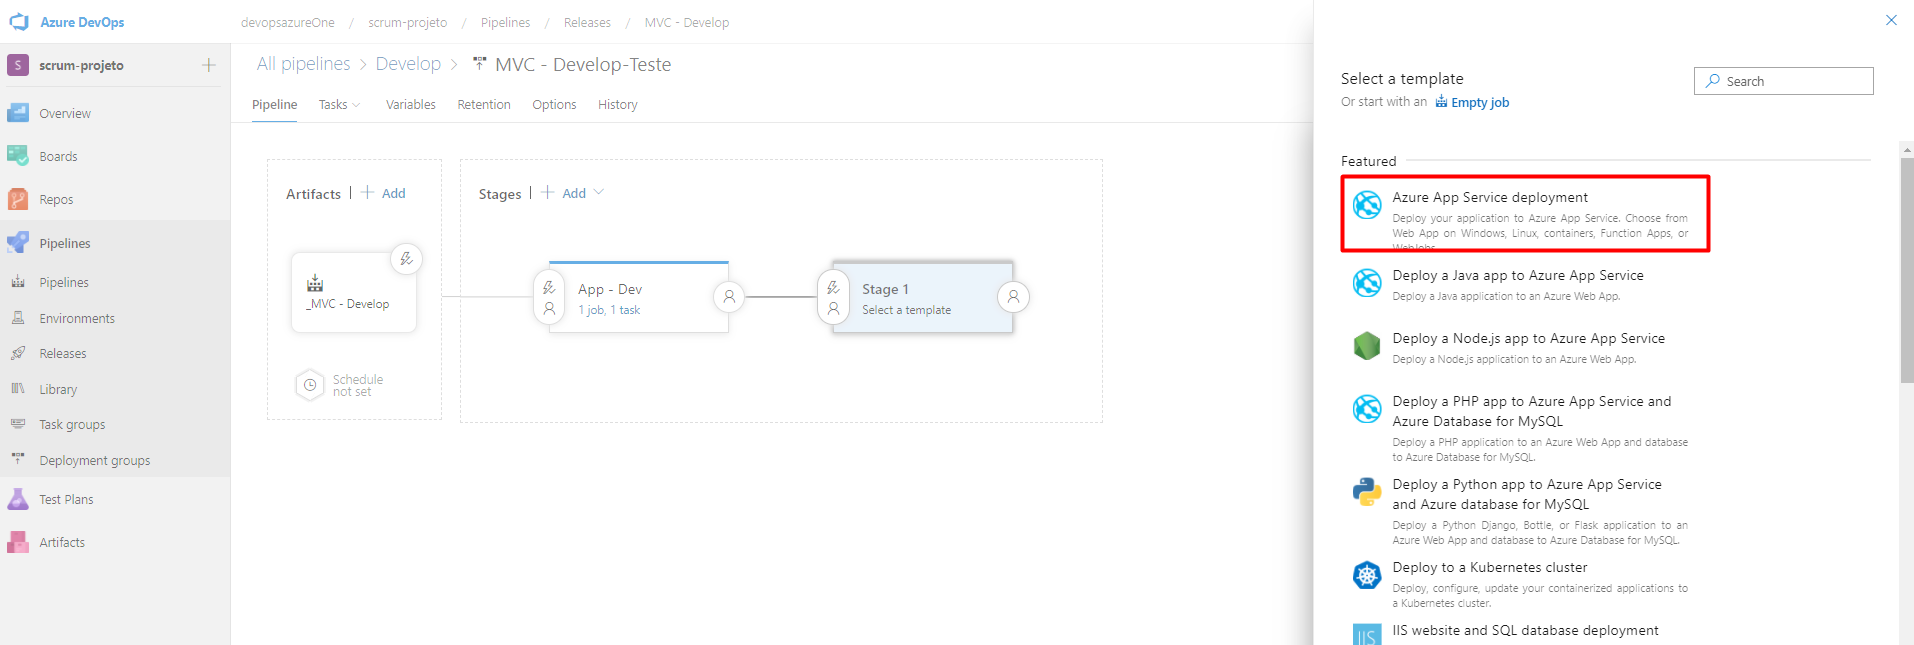 Azure DevOps
devopsazureOne / scrum-projeto / Pipelines / Releases / MVC - Develop
S scrum-projeto
Overview
Boards
Repos
Pipelines
Pipelines
Environments
Releases
Library
Task groups
Deployment groups
Test Plans
Artifacts
All pipelines > Develop > MVC - Develop-Teste
Pipeline Tasks Variables Retention Options History
Artifacts | + Add
_MVC - Develop
Schedule
not set
Stages | + Add
App - Dev
1 job, 1 task
Stage 1
Select a template
Select a template
Or start with an Empty job
Search
Featured
Azure App Service deployment
Deploy your application to Azure App Service. Choose from
Web App on Windows, Linux, containers, Function Apps, or
WebJobs.
Deploy a Java app to Azure App Service
Deploy a Java application to an Azure Web App.
Deploy a Node.js app to Azure App Service
Deploy a Node.js application to an Azure Web App.
Deploy a PHP app to Azure App Service and
Azure Database for MySQL
Deploy a PHP application to an Azure Web App and database
to Azure Database for MySQL.
Deploy a Python app to Azure App Service
and Azure database for MySQL
Deploy a Python Django, Bottle, or Flask application to an
Azure Web App and database to Azure Database for MySQL.
Deploy to a Kubernetes cluster
Deploy, configure, update your containerized applications to
a Kubernetes cluster.
IIS
IIS website and SQL database deployment